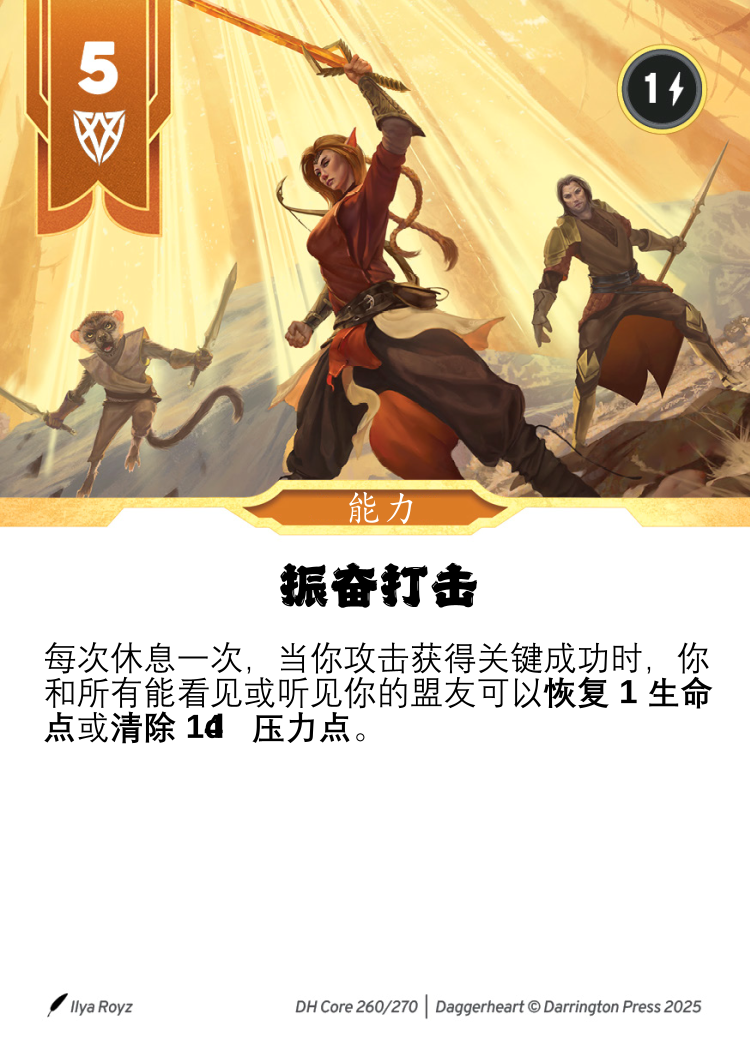 5
1
能力
振奋打击
每次休息一次，当你攻击获得关键成功时，你
和所有能看见或听见你的盟友可以恢复 1 生命
点或清除 1d4 压力点。
Ilya Royz
DH Core 260/270 | Daggerheart © Darrington Press 2025